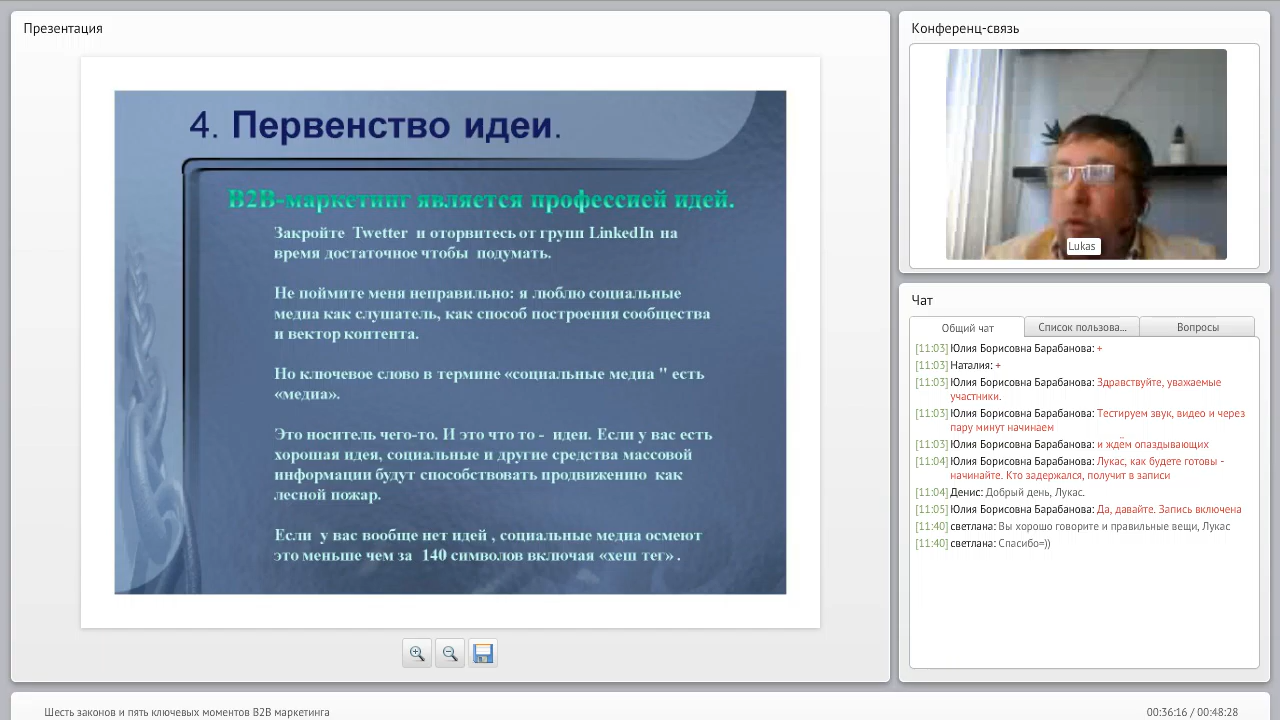 Презентация
4. Первенство идеи.
B2B-маркетинг является профессией идей.
Закройте Twetter и оторвитесь от групп LinkedIn на
время достаточное чтобы подумать.
Не поймите меня неправильно: я люблю социальные
медиа как слушатель, как способ построения сообщества
и вектор контента.
Но ключевое слово в термине «социальные медиа " есть
«медиа».
Это носитель чего-то. И это что то - идеи. Если у вас есть
хорошая идея, социальные и другие средства массовой
информации будут способствовать продвижению как
лесной пожар.
Если у вас вообще нет идей , социальные медиа осмеют
это меньше чем за 140 символов включая «хеш тег» .
Конференц-связь
Lukas
Чат
Общий чат
Список пользова...
Вопросы
[11:03] Юлия Борисовна Барабанова: +
[11:03] Наталия: +
[11:03] Юлия Борисовна Барабанова: Здравствуйте, уважаемые
участники.
[11:03] Юлия Борисовна Барабанова: Тестируем звук, видео и через
пару минут начинаем
[11:03] Юлия Борисовна Барабанова: и ждём опаздывающих
[11:04] Юлия Борисовна Барабанова: Лукас, как будете готовы -
начинайте. Кто задержался, получит в записи
[11:04] Денис: Добрый день, Лукас.
[11:05] Юлия Борисовна Барабанова: Да, давайте. Запись включена
[11:40] светлана: Вы хорошо говорите и правильные вещи, Лукас
[11:40] светлана: Спасибо=))
Шесть законов и пять ключевых моментов B2B маркетинга
00:36:16 / 00:48:28